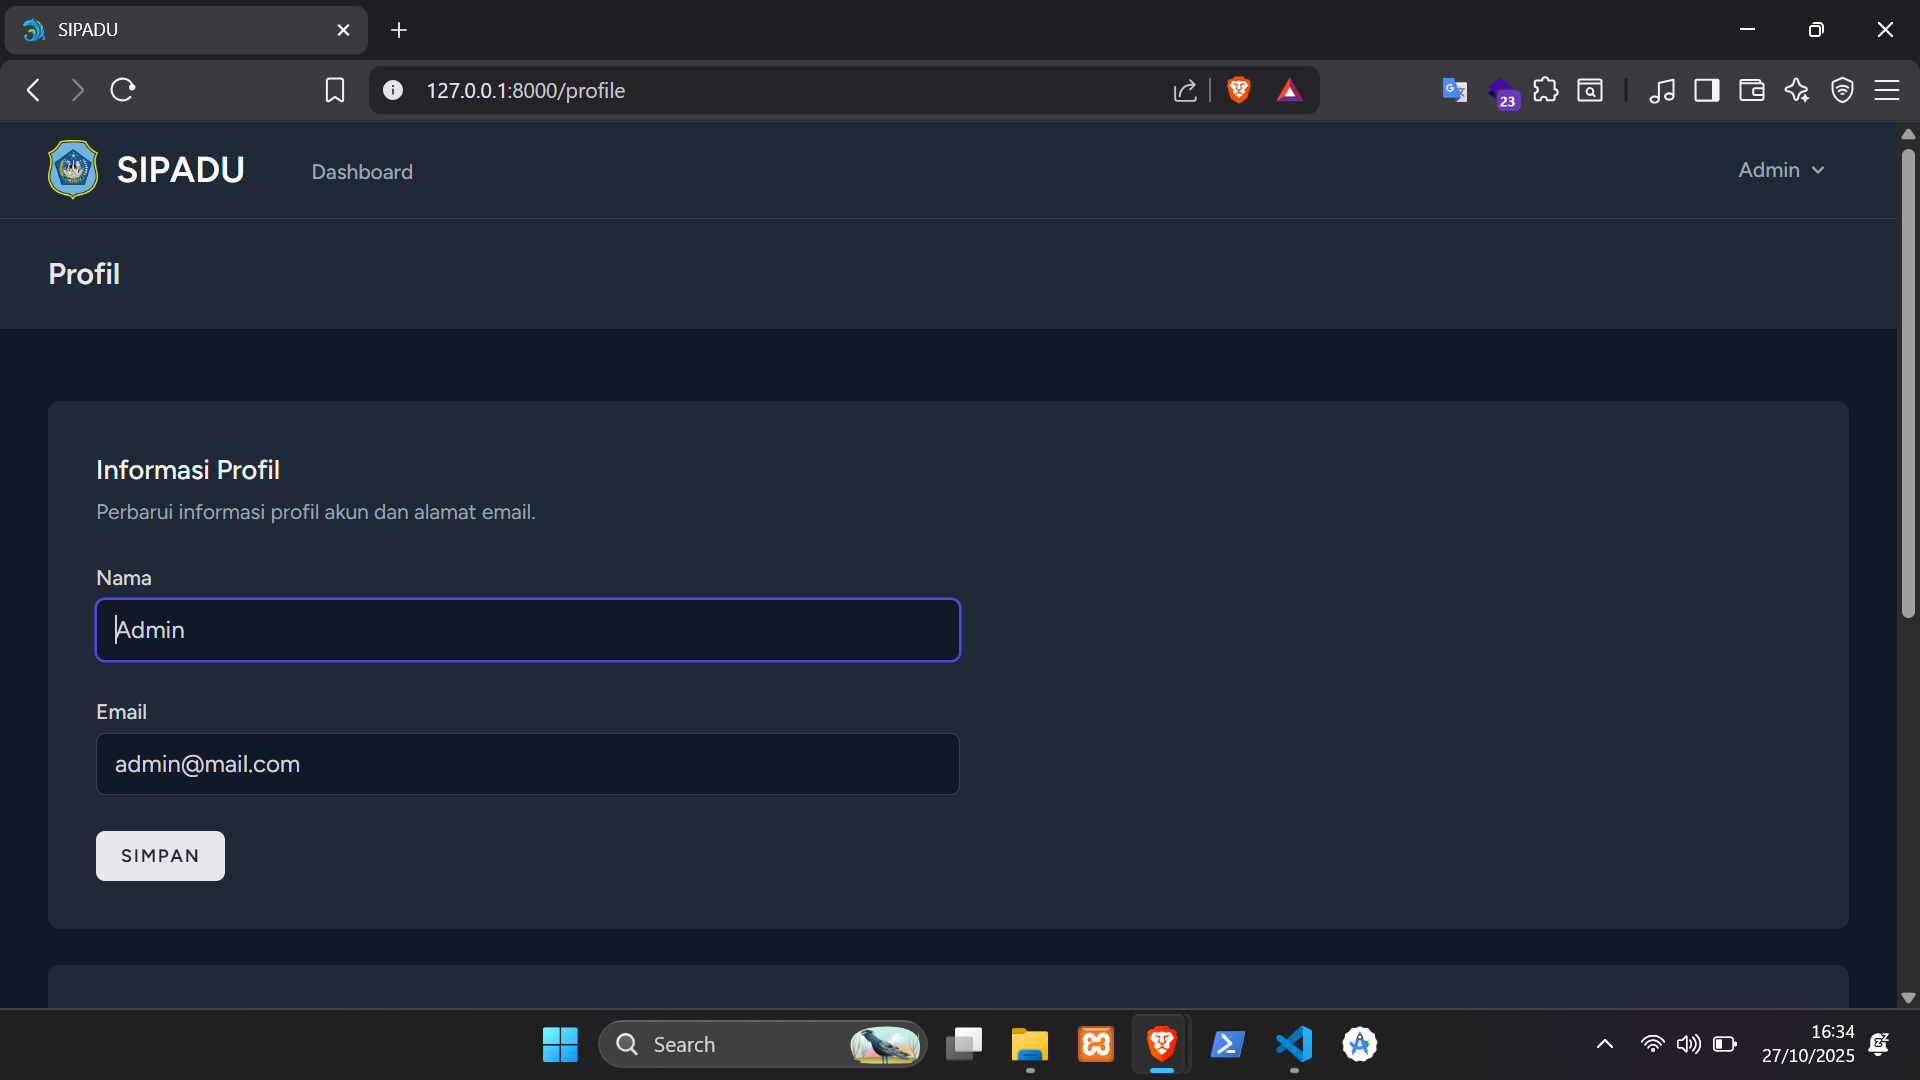 SIPADU
127.0.0.1:8000/profile
23
SIPADU
Dashboard
Admin
Profil
Informasi Profil
Perbarui informasi profil akun dan alamat email.
Nama
Admin
Email
admin@mail.com
SIMPAN
Search
16:34
27/10/2025